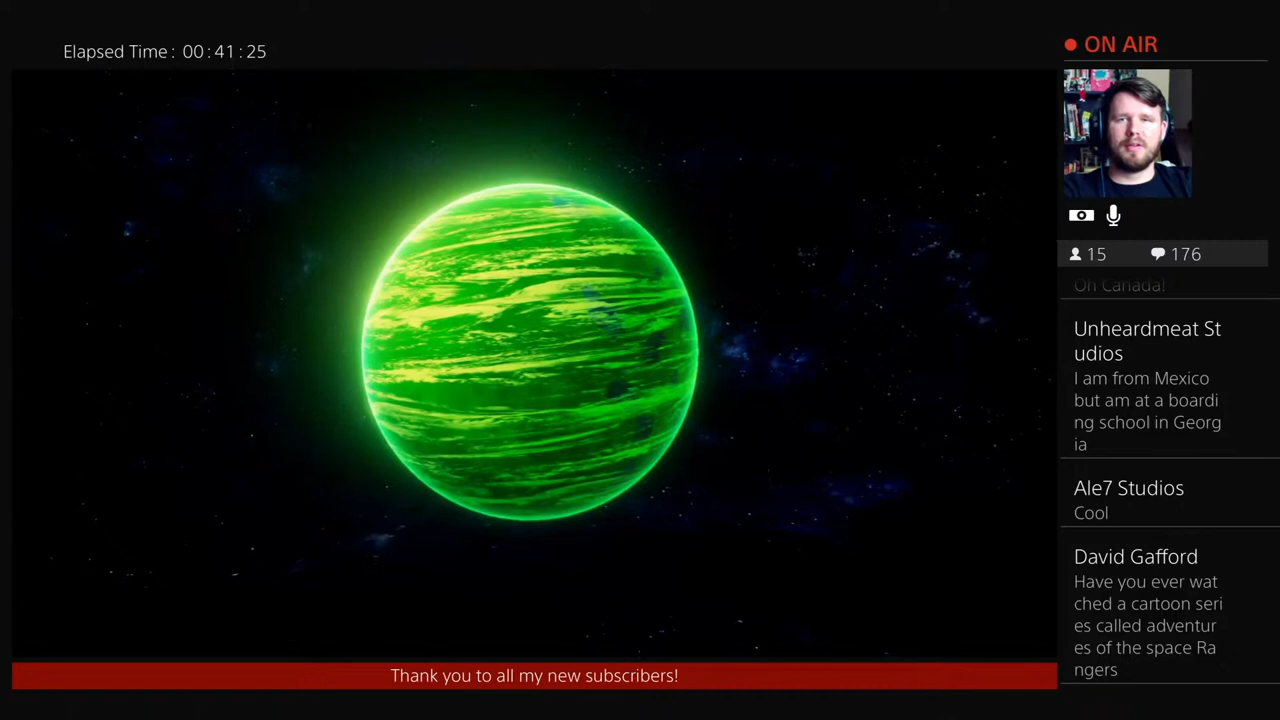 Elapsed Time: 00:41:25
ON AIR
15 176
Oh Canada!
Unheardmeat St
udios
I am from Mexico
but am at a boardi
ng school in Georg
ia
Ale7 Studios
Cool
David Gafford
Have you ever wat
ched a cartoon seri
es called adventur
es of the space Ra
ngers
Thank you to all my new subscribers!